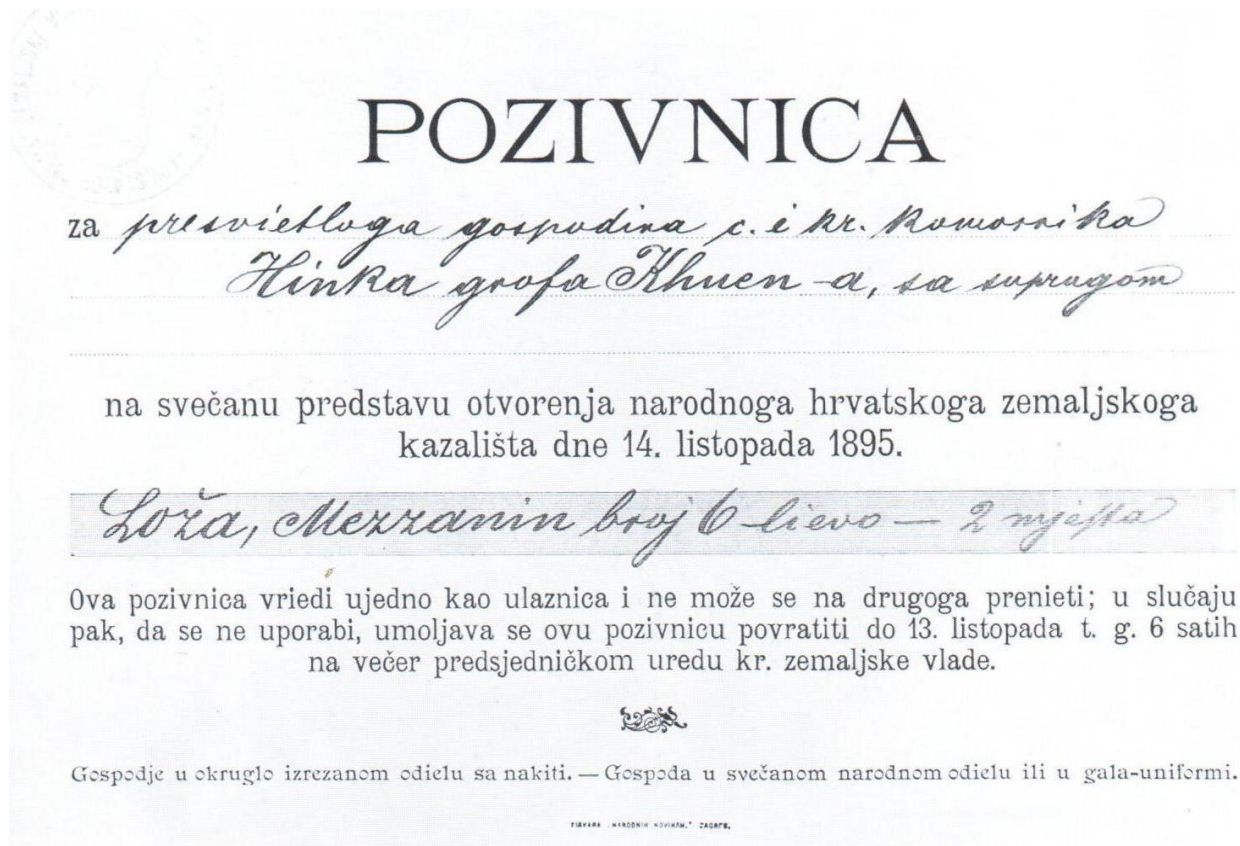 POZIVNICA
za presvietloga gospodina c. i kr. komornika
Hinka grofa Khuen-a, sa suprugom
na svečanu predstavu otvorenja narodnoga hrvatskoga zemaljskoga
kazališta dne 14. listopada 1895.
Loža, Mezzanin broj 6 lievo — 2 mjesta
Ova pozivnica vriedi ujedno kao ulaznica i ne može se na drugoga prenieti; u slučaju
pak, da se ne uporabi, umoljava se ovu pozivnicu povratiti do 13. listopada t. g. 6 satih
na večer predsjedničkom uredu kr. zemaljske vlade.
Gospodje u okruglo izrezanom odielu sa nakiti. — Gospoda u svečanom narodnom odielu ili u gala-uniformi.
TISKARA „NARODNIH NOVINAH." ZAGREB.